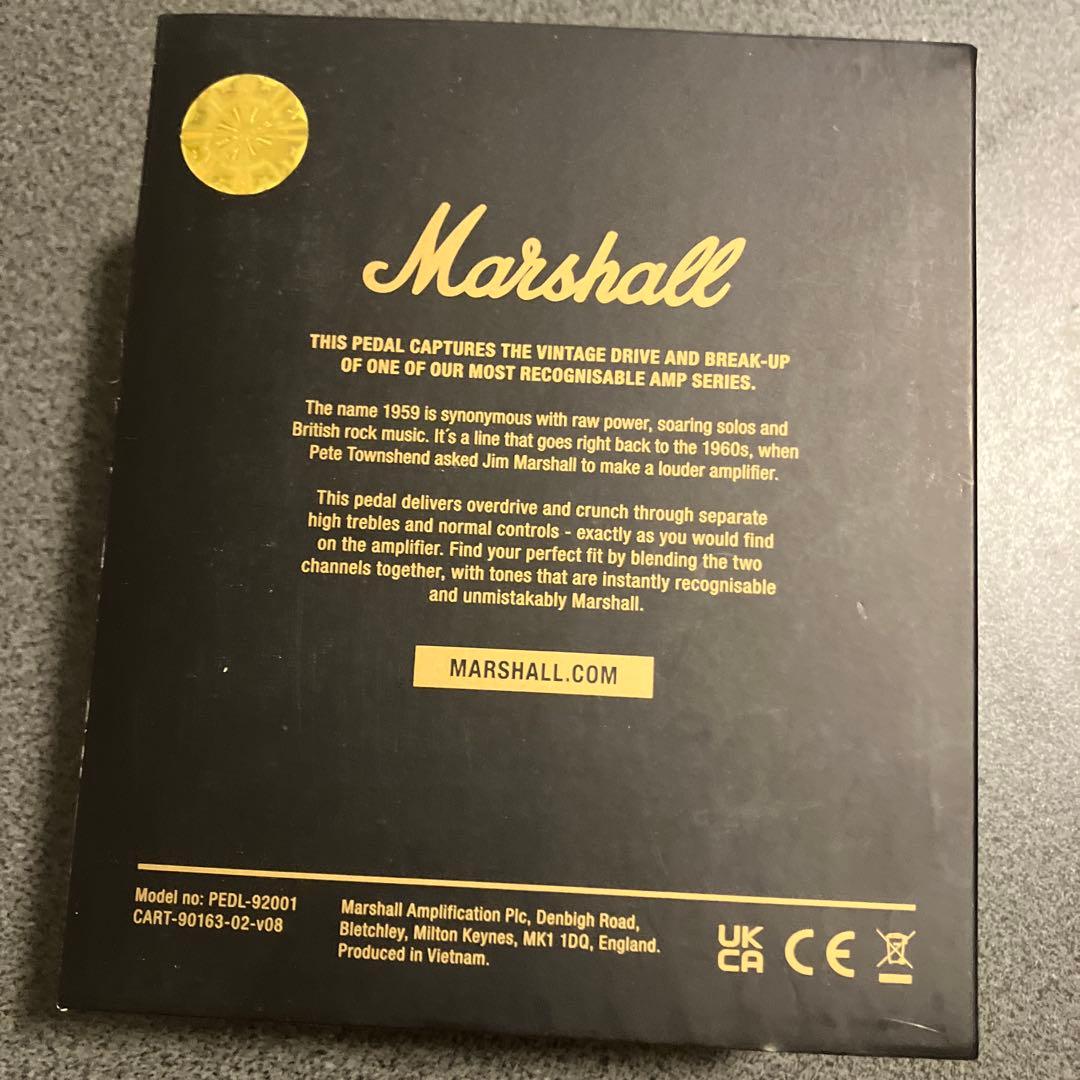 Marshall
THIS PEDAL CAPTURES THE VINTAGE DRIVE AND BREAK-UP
OF ONE OF OUR MOST RECOGNISABLE AMP SERIES.
The name 1959 is synonymous with raw power, soaring solos and
British rock music. It´s a line that goes right back to the 1960s, when
Pete Townshend asked Jim Marshall to make a louder amplifier.
This pedal delivers overdrive and crunch through separate
high trebles and normal controls - exactly as you would find
on the amplifier. Find your perfect fit by blending the two
channels together, with tones that are instantly recognisable
and unmistakably Marshall.
MARSHALL.COM
Model no: PEDL-92001
CART-90163-02-v08
Marshall Amplification Plc, Denbigh Road,
Bletchley, Milton Keynes, MK1 1DQ, England.
Produced in Vietnam.
UK
CA
CE